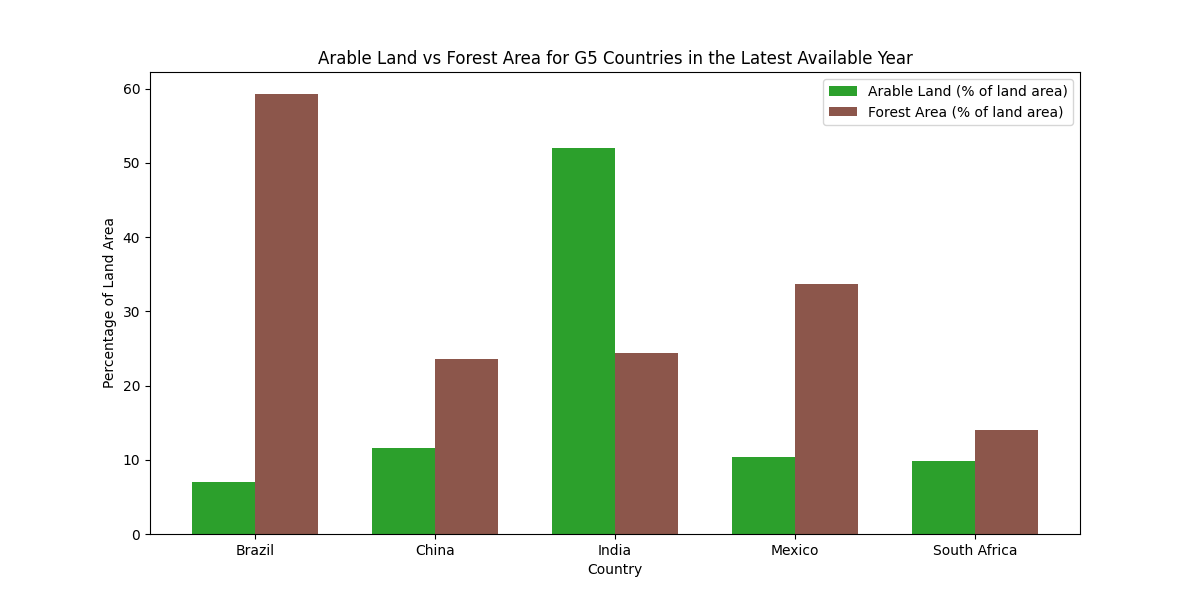 Arable Land vs Forest Area for G5 Countries in the Latest Available Year
Arable Land (% of land area)
Forest Area (% of land area)
Percentage of Land Area
60
50
40
30
20
10
0
Brazil China India Mexico South Africa
Country